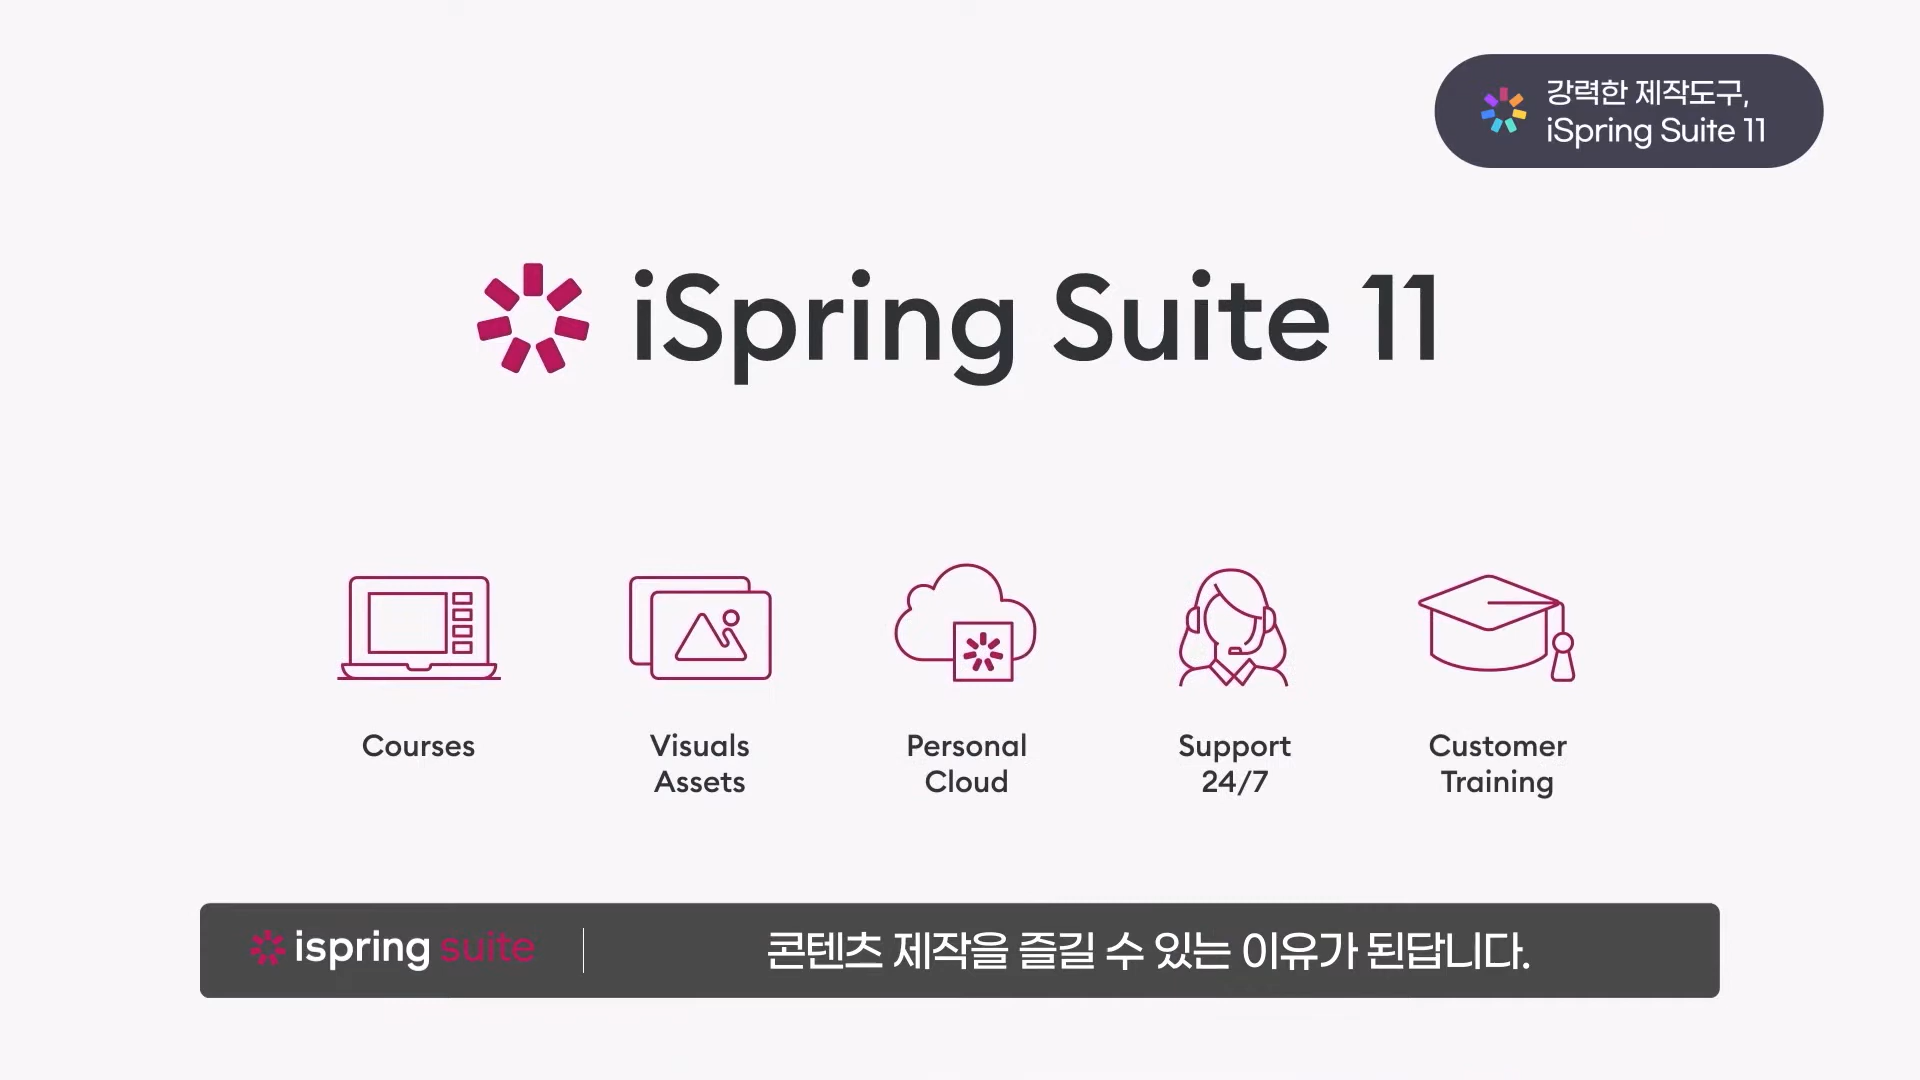 강력한 제작도구,
iSpring Suite 11
iSpring Suite 11
Courses
Visuals
Assets
Personal
Cloud
Support
24/7
Customer
Training
ispring suite
콘텐츠 제작을 즐길 수 있는 이유가 된답니다.